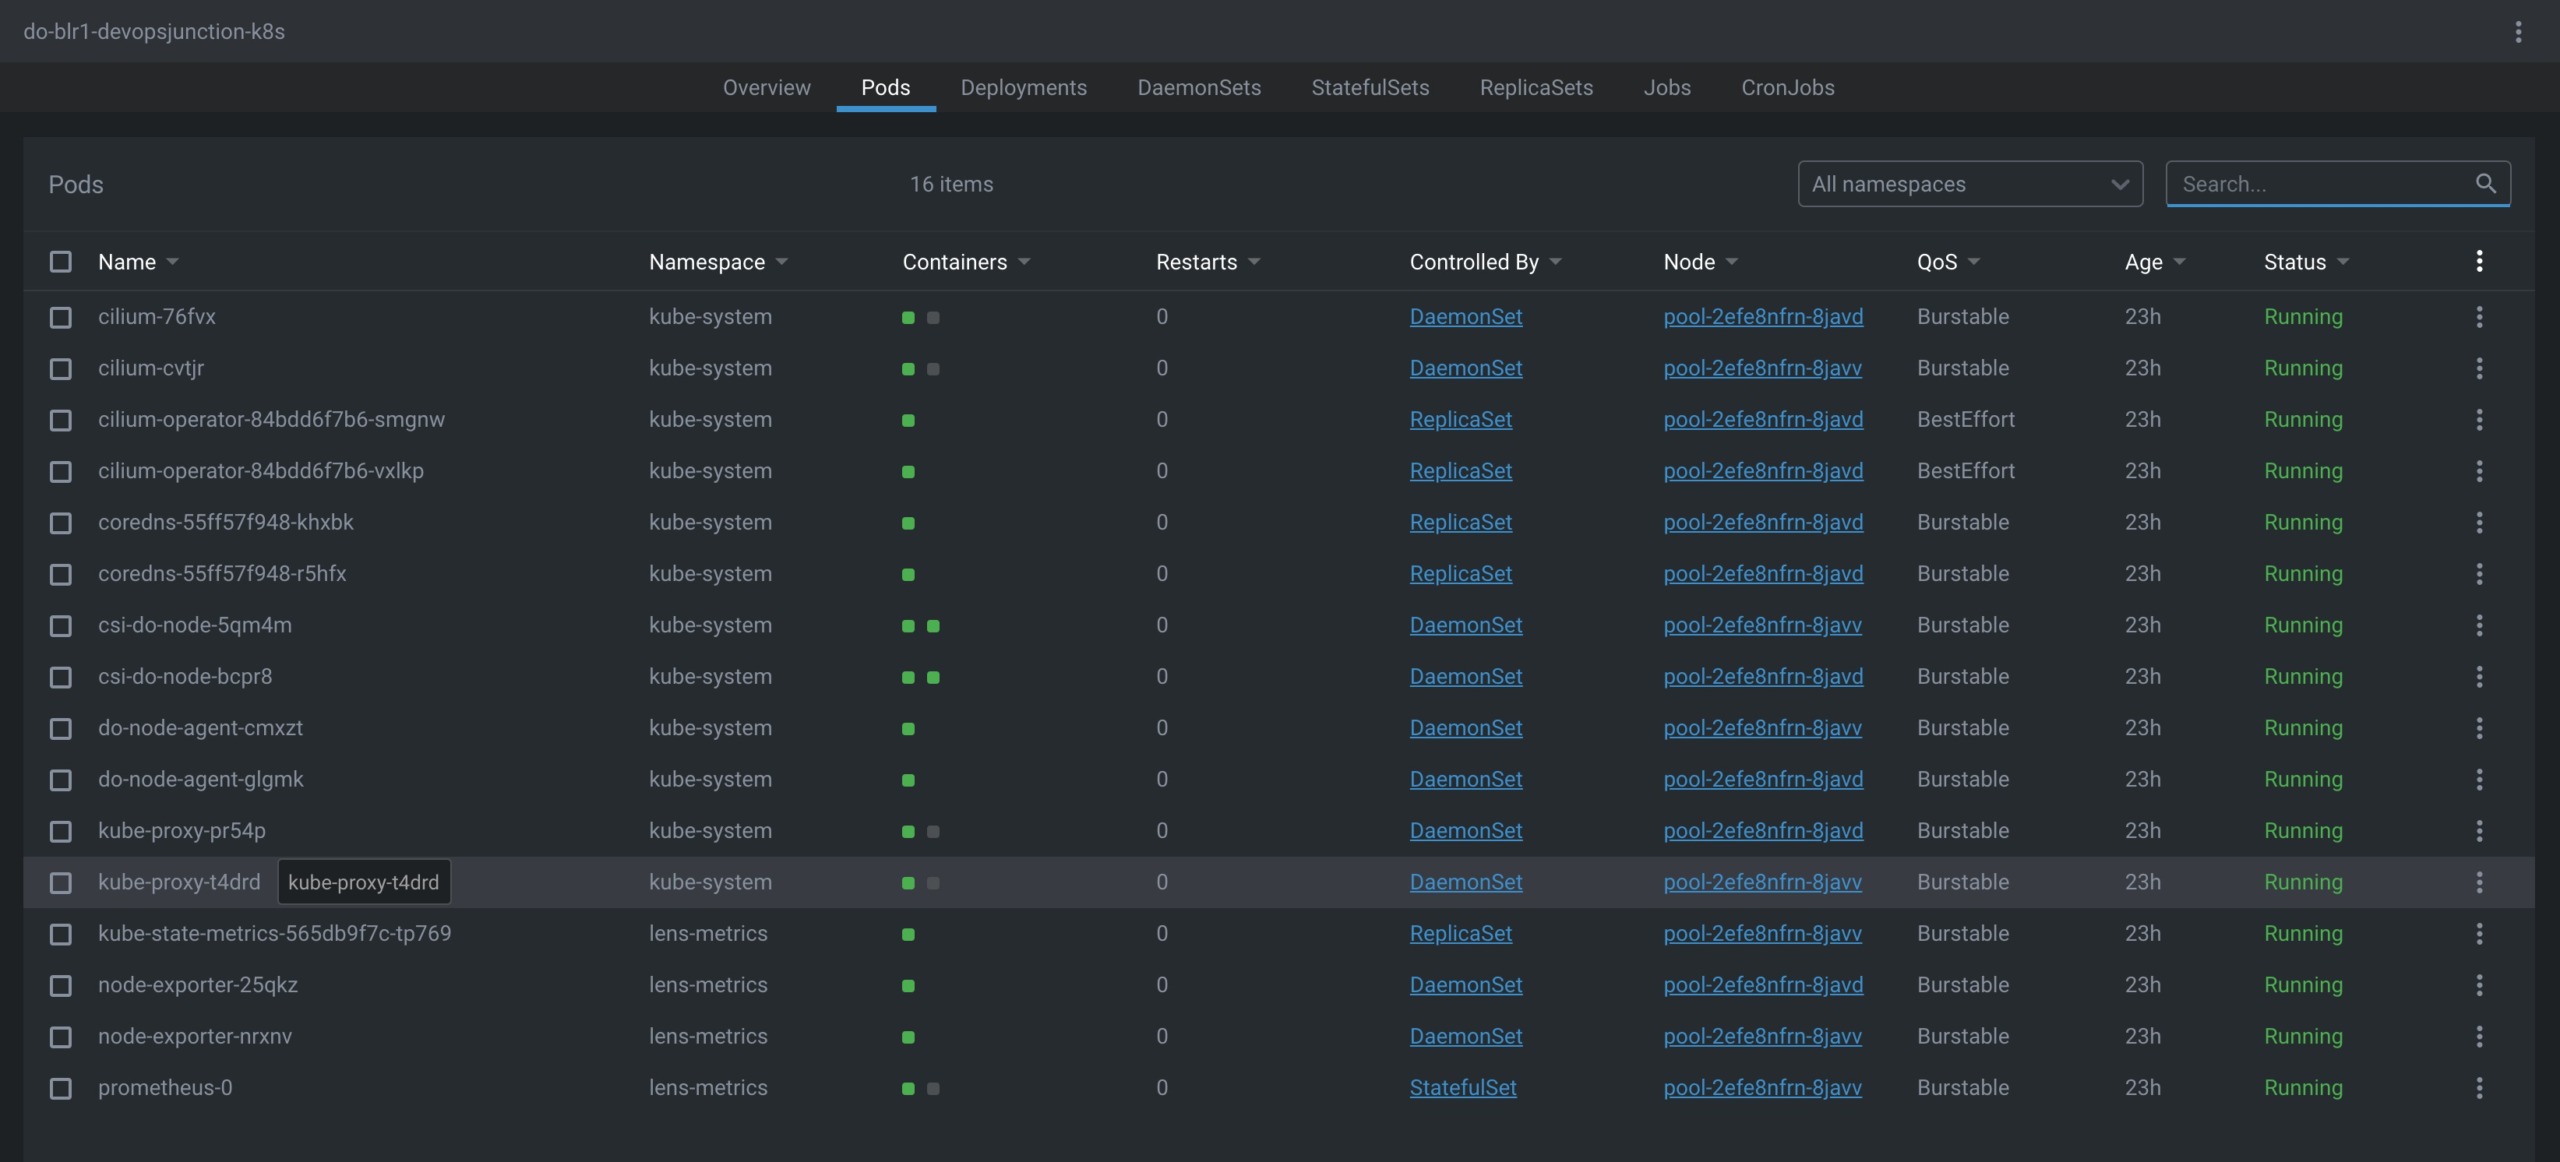 do-blr1-devopsjunction-k8s
Overview Pods Deployments DaemonSets StatefulSets ReplicaSets Jobs CronJobs
Pods 16 items All namespaces Search...
Name Namespace Containers Restarts Controlled By Node QoS Age Status
cilium-76fvx kube-system 0 DaemonSet pool-2efe8nfrn-8javd Burstable 23h Running
cilium-cvtjr kube-system 0 DaemonSet pool-2efe8nfrn-8javv Burstable 23h Running
cilium-operator-84bdd6f7b6-smgnw kube-system 0 ReplicaSet pool-2efe8nfrn-8javd BestEffort 23h Running
cilium-operator-84bdd6f7b6-vxlkp kube-system 0 ReplicaSet pool-2efe8nfrn-8javd BestEffort 23h Running
coredns-55ff57f948-khxbk kube-system 0 ReplicaSet pool-2efe8nfrn-8javd Burstable 23h Running
coredns-55ff57f948-r5hfx kube-system 0 ReplicaSet pool-2efe8nfrn-8javd Burstable 23h Running
csi-do-node-5qm4m kube-system 0 DaemonSet pool-2efe8nfrn-8javv Burstable 23h Running
csi-do-node-bcpr8 kube-system 0 DaemonSet pool-2efe8nfrn-8javd Burstable 23h Running
do-node-agent-cmxzt kube-system 0 DaemonSet pool-2efe8nfrn-8javv Burstable 23h Running
do-node-agent-glgmk kube-system 0 DaemonSet pool-2efe8nfrn-8javd Burstable 23h Running
kube-proxy-pr54p kube-system 0 DaemonSet pool-2efe8nfrn-8javd Burstable 23h Running
kube-proxy-t4drd kube-proxy-t4drd kube-system 0 DaemonSet pool-2efe8nfrn-8javv Burstable 23h Running
kube-state-metrics-565db9f7c-tp769 lens-metrics 0 ReplicaSet pool-2efe8nfrn-8javv Burstable 23h Running
node-exporter-25qkz lens-metrics 0 DaemonSet pool-2efe8nfrn-8javd Burstable 23h Running
node-exporter-nrxnv lens-metrics 0 DaemonSet pool-2efe8nfrn-8javv Burstable 23h Running
prometheus-0 lens-metrics 0 StatefulSet pool-2efe8nfrn-8javv Burstable 23h Running